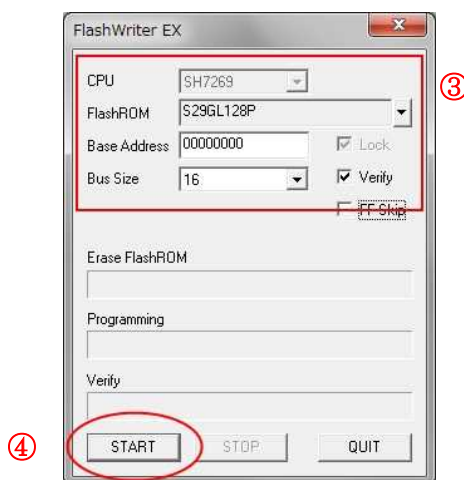 FlashWriter EX
③
CPU SH7269
FlashROM S29GL128P
Base Address 00000000 Lock
Bus Size 16 Verify
FF Skip
Erase FlashROM
Programming
Verify
④ START STOP QUIT